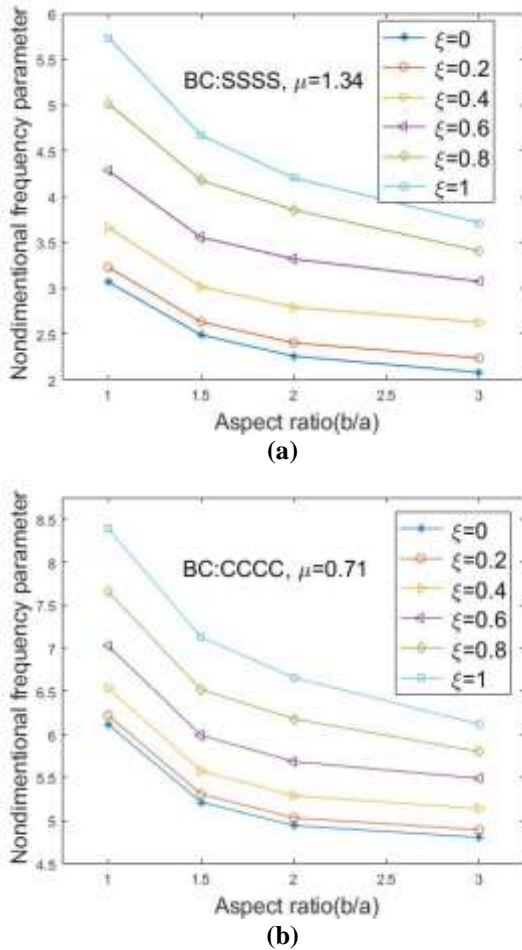 Nondimentional frequency parameter
6
5.5
5
4.5
4
3.5
3
2.5
2
BC:SSSS, μ=1.34
ξ=0
ξ=0.2
ξ=0.4
ξ=0.6
ξ=0.8
ξ=1
1 1.5 2 2.5 3
Aspect ratio(b/a)
(a)
Nondimentional frequency parameter
8.5
8
7.5
7
6.5
6
5.5
5
4.5
BC:CCCC, μ=0.71
ξ=0
ξ=0.2
ξ=0.4
ξ=0.6
ξ=0.8
ξ=1
1 1.5 2 2.5 3
Aspect ratio(b/a)
(b)